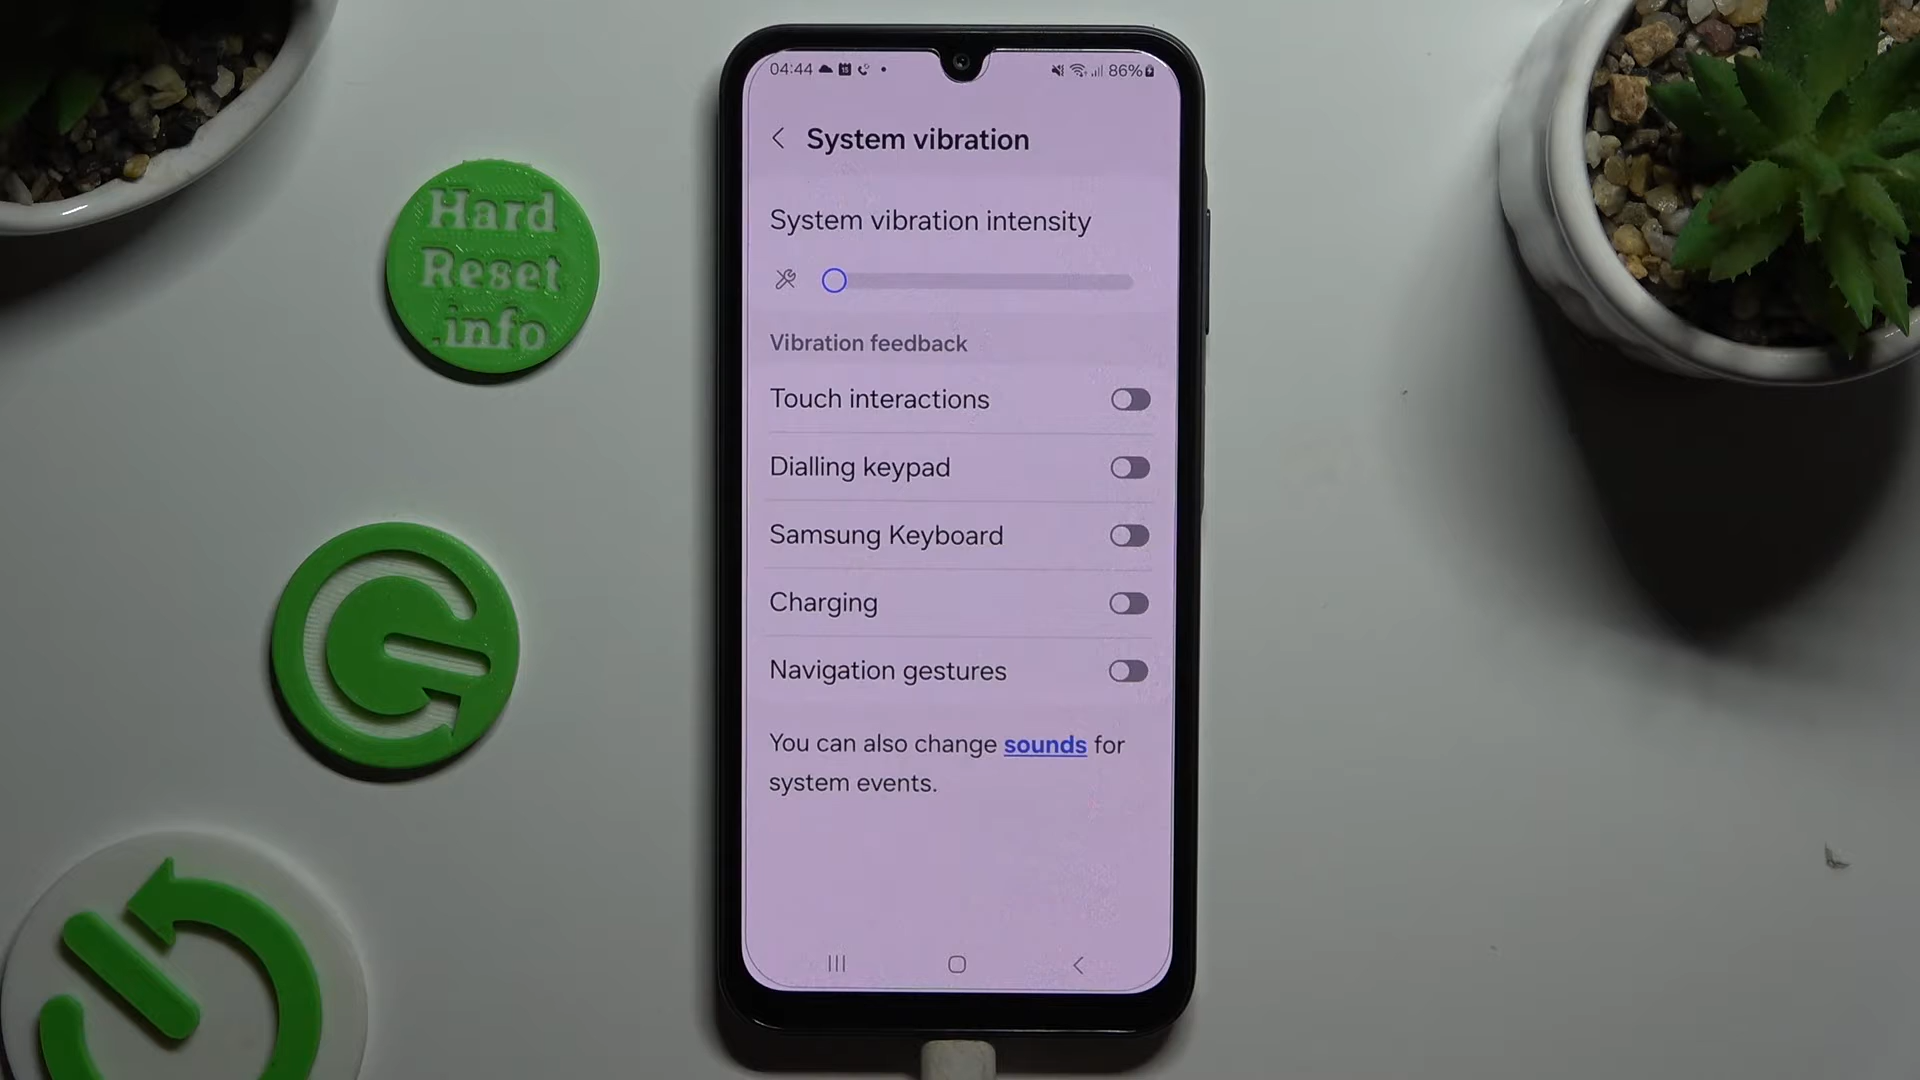 Hard
Reset
.info
04:44
86%
System vibration
System vibration intensity
Vibration feedback
Touch interactions
Dialling keypad
Samsung Keyboard
Charging
Navigation gestures
You can also change sounds for
system events.